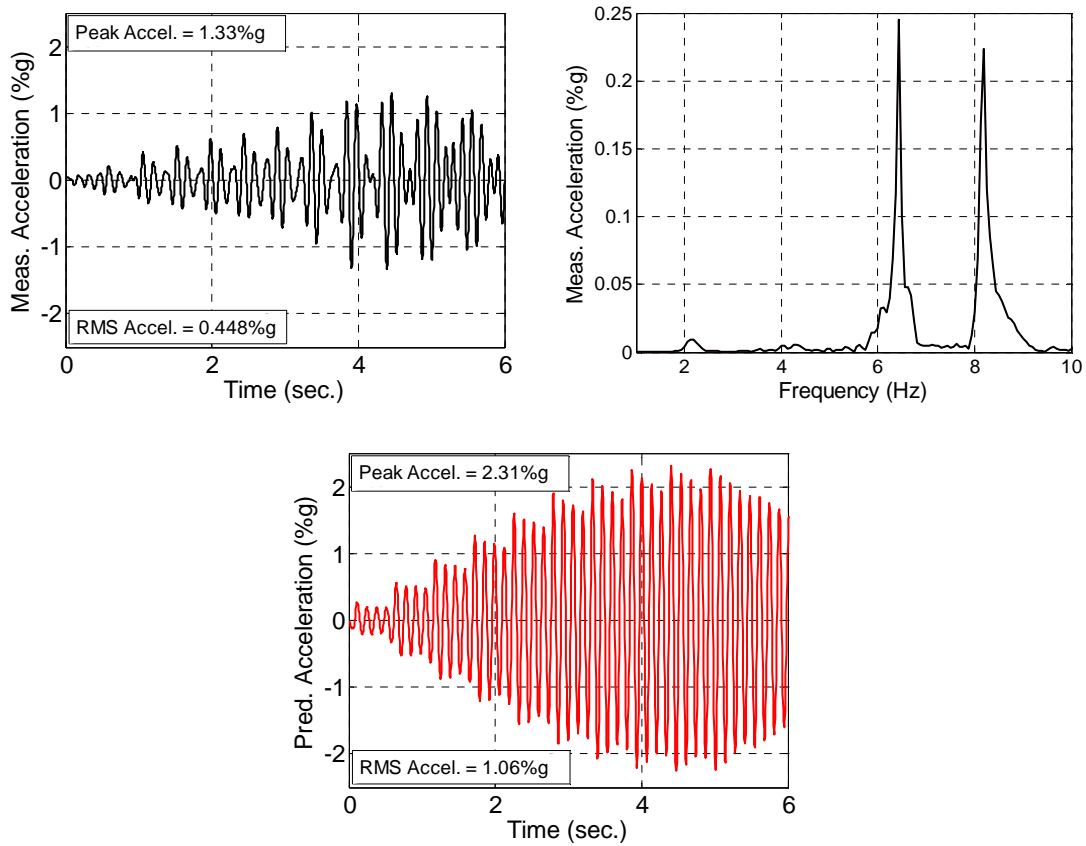 Peak Accel. = 1.33%g
2
1
0
-1
-2
Meas. Acceleration (%g)
RMS Accel. = 0.448%g
0
2
4
6
Time (sec.)
0.25
0.2
0.15
0.1
0.05
0
Meas. Acceleration (%g)
2
4
6
8
10
Frequency (Hz)
Peak Accel. = 2.31%g
2
1
0
-1
-2
Pred. Acceleration (%g)
RMS Accel. = 1.06%g
0
2
4
6
Time (sec.)